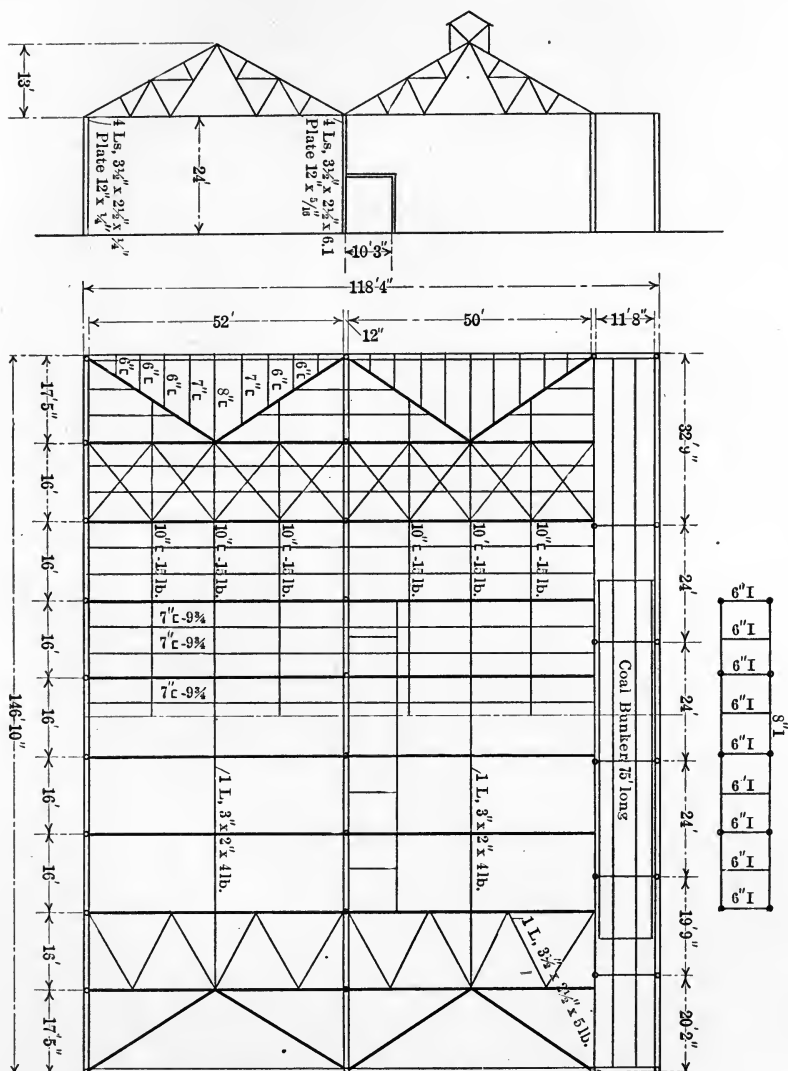 13'
24'
4 Ls, 3½" x 2½" x ¼"
Plate 12" x ¼"
4 Ls, 3½" x 2½" x 6.1
Plate 12" x 5/16
10'3"
118'4"
52'
50'
11'8"
12"
17'5"
16'
16'
16'
16'
16'
16'
16'
17'5"
146'10"
6"⊏
6"⊏
6"⊏
7"⊏
8"⊏
7"⊏
6"⊏
6"⊏
10"⊏-15 lb.
10"⊏-15 lb.
10"⊏-15 lb.
10"⊏-15 lb.
10"⊏-15 lb.
10"⊏-15 lb.
7"⊏-9¾
7"⊏-9¾
7"⊏-9¾
1 L, 3" x 2" x 4 lb.
1 L, 3" x 2" x 4 lb.
1 L, 3½" x 2½" x 5 lb.
Coal Bunker 75' long
32'9"
24'
24'
24'
19'9"
20'2"
6"I
6"I
6"I
6"I
6"I
6"I
6"I
6"I
6"I
8"I